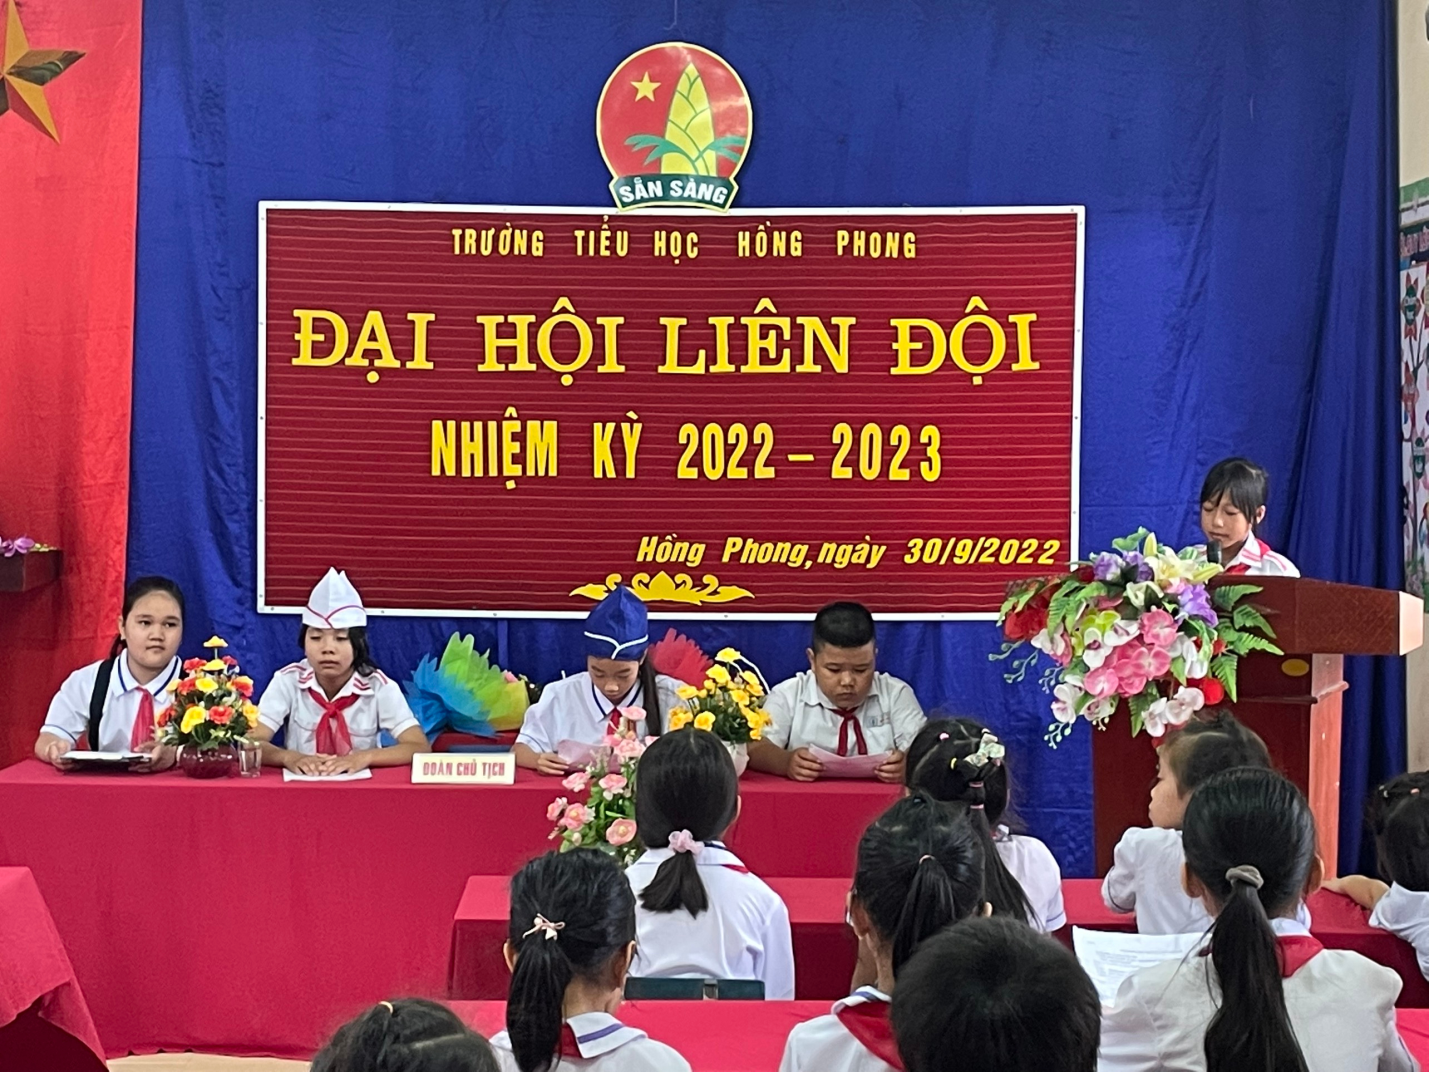 SẴN SÀNG
TRƯỜNG TIỂU HỌC HỒNG PHONG
ĐẠI HỘI LIÊN ĐỘI
NHIỆM KỲ 2022 – 2023
Hồng Phong, ngày 30/9/2022
ĐOÀN CHỦ TỊCH